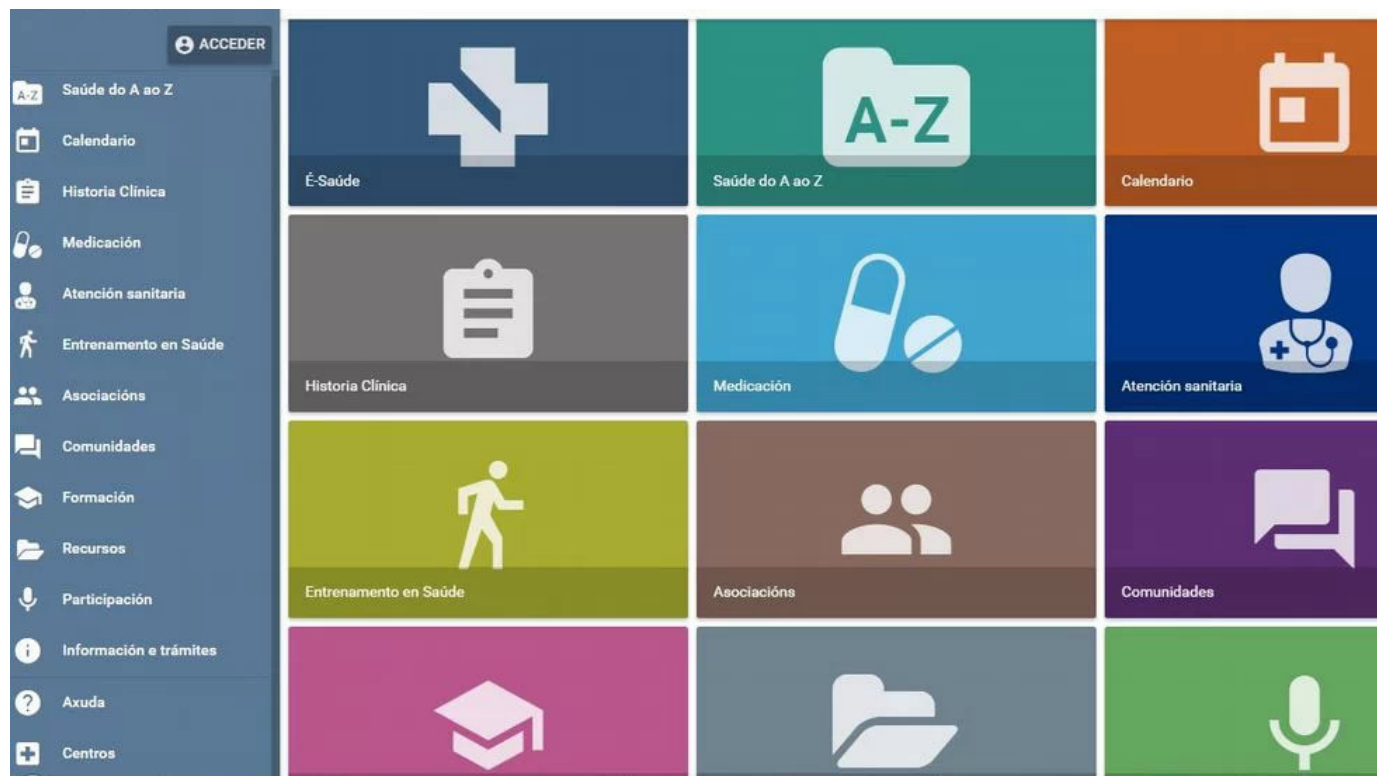 ACCEDER
A-Z Saúde do A ao Z
Calendario
Historia Clínica
Medicación
Atención sanitaria
Entrenamento en Saúde
Asociacións
Comunidades
Formación
Recursos
Participación
Información e trámites
Axuda
Centros
É-Saúde
A-Z
Saúde do A ao Z
Calendario
Historia Clínica
Medicación
Atención sanitaria
Entrenamento en Saúde
Asociacións
Comunidades